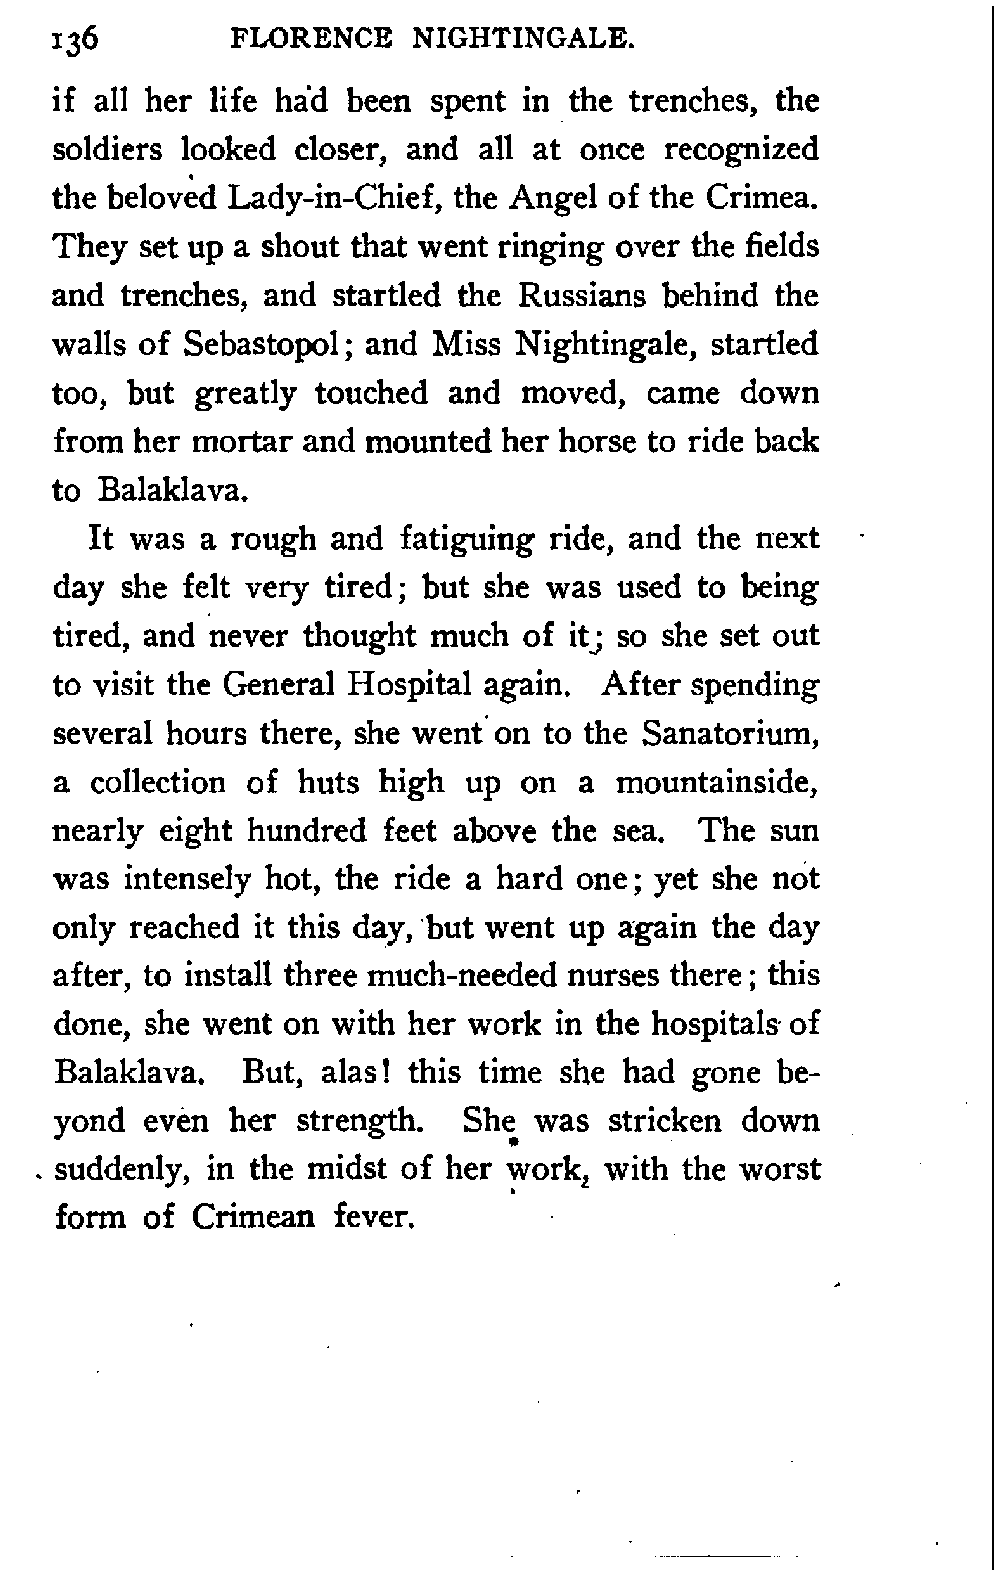 136 FLORENCE NIGHTINGALE.
if all her life had been spent in the trenches, the
soldiers looked closer, and all at once recognized
the beloved Lady-in-Chief, the Angel of the Crimea.
They set up a shout that went ringing over the fields
and trenches, and startled the Russians behind the
walls of Sebastopol; and Miss Nightingale, startled
too, but greatly touched and moved, came down
from her mortar and mounted her horse to ride back
to Balaklava.
It was a rough and fatiguing ride, and the next
day she felt very tired; but she was used to being
tired, and never thought much of it; so she set out
to visit the General Hospital again. After spending
several hours there, she went on to the Sanatorium,
a collection of huts high up on a mountainside,
nearly eight hundred feet above the sea. The sun
was intensely hot, the ride a hard one; yet she not
only reached it this day, but went up again the day
after, to install three much-needed nurses there; this
done, she went on with her work in the hospitals of
Balaklava. But, alas! this time she had gone be-
yond even her strength. She was stricken down
suddenly, in the midst of her work, with the worst
form of Crimean fever.